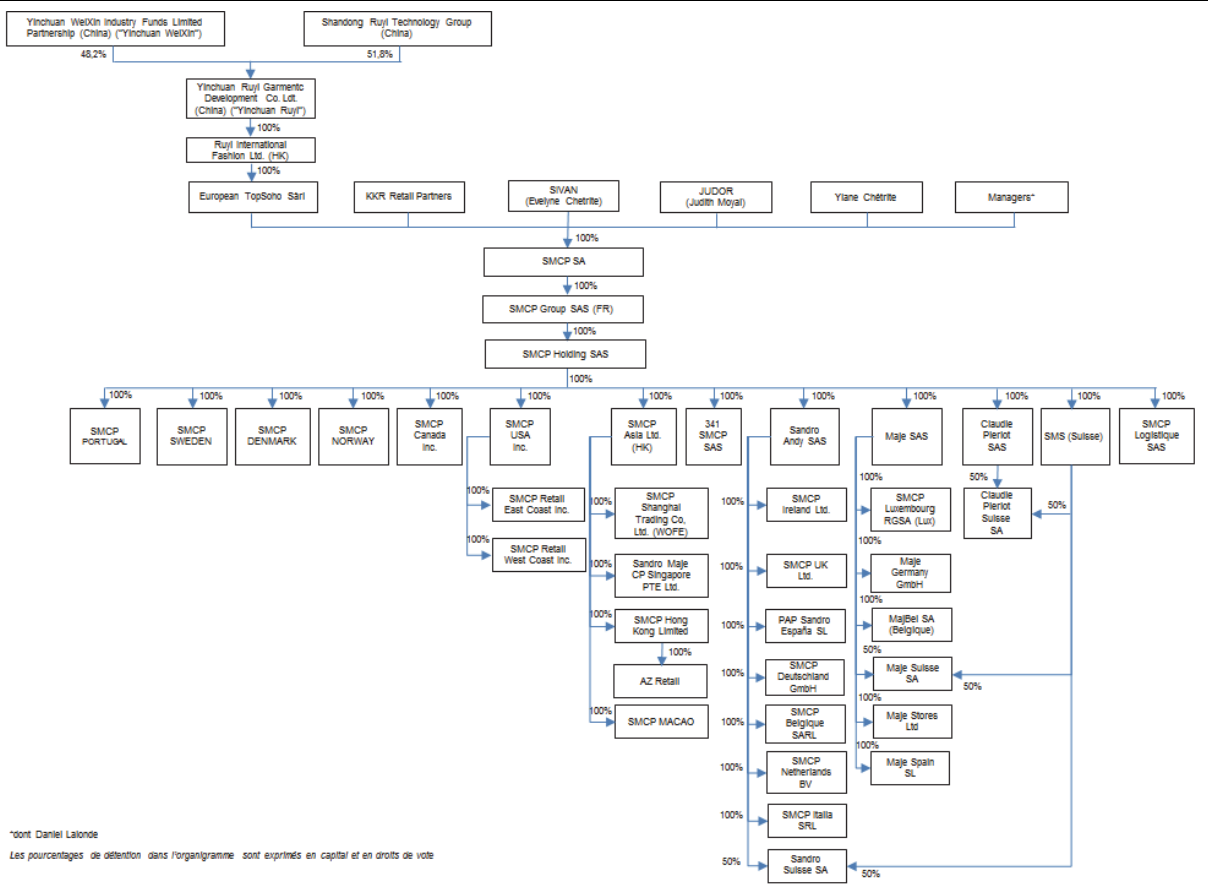 Yinchuan WeiXin Industry Funds Limited
Partnership (China) ("Yinchuan WeiXin")
Shandong Ruyi Technology Group
(China)
48,2%
51,8%
Yinchuan Ruyi Garmentc
Development Co. Ldt.
(China) ("Yinchuan Ruyi")
100%
Ruyi International
Fashion Ltd. (HK)
100%
European TopSoho Sàrl
KKR Retail Partners
SIVAN
(Evelyne Chetrite)
JUDOR
(Judith Moyal)
Ylane Chétrite
Managers*
100%
SMCP SA
100%
SMCP Group SAS (FR)
100%
SMCP Holding SAS
100%
100%
100%
100%
100%
100%
100%
100%
100%
100%
100%
100%
100%
100%
SMCP
PORTUGAL
SMCP
SWEDEN
SMCP
DENMARK
SMCP
NORWAY
SMCP
Canada
Inc.
SMCP
USA
Inc.
SMCP
Asia Ltd.
(HK)
341
SMCP
SAS
Sandro
Andy SAS
Maje SAS
Claudie
Pierlot
SAS
SMS (Suisse)
SMCP
Logistique
SAS
100%
SMCP Retail
East Coast Inc.
100%
SMCP Retail
West Coast Inc.
100%
SMCP
Shanghai
Trading Co,
Ltd. (WOFE)
100%
Sandro Maje
CP Singapore
PTE Ltd.
100%
SMCP Hong
Kong Limited
100%
AZ Retail
100%
SMCP MACAO
100%
SMCP
Ireland Ltd.
100%
SMCP UK
Ltd.
100%
PAP Sandro
España SL
100%
SMCP
Deutschland
GmbH
100%
SMCP
Belgique
SARL
100%
SMCP
Netherlands
BV
100%
SMCP Italia
SRL
50%
Sandro
Suisse SA
50%
100%
SMCP
Luxembourg
RGSA (Lux)
100%
Maje
Germany
GmbH
100%
MajBel SA
(Belgique)
50%
Maje Suisse
SA
50%
100%
Maje Stores
Ltd
100%
Maje Spain
SL
50%
Claudie
Pierlot
Suisse
SA
50%
*dont Daniel Lalonde
Les pourcentages de détention dans l'organigramme sont exprimés en capital et en droits de vote